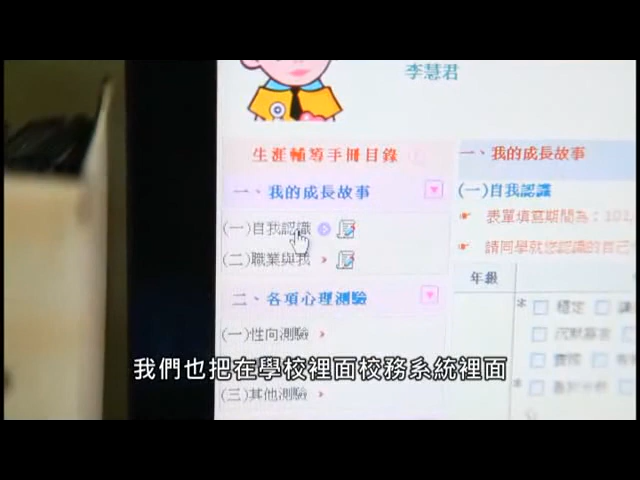 李慧君
生涯輔導手冊目錄
一、我的成長故事
(一)自我認識
(二)職業與我
二、各項心理測驗
(一)性向測驗
(三)其他測驗
一、我的成長故事
(一)自我認識
表單填寫期間為：101
請同學就您認識的自己
年級
* 穩定
沉默寡言
我們也把在學校裡面校務系統裡面